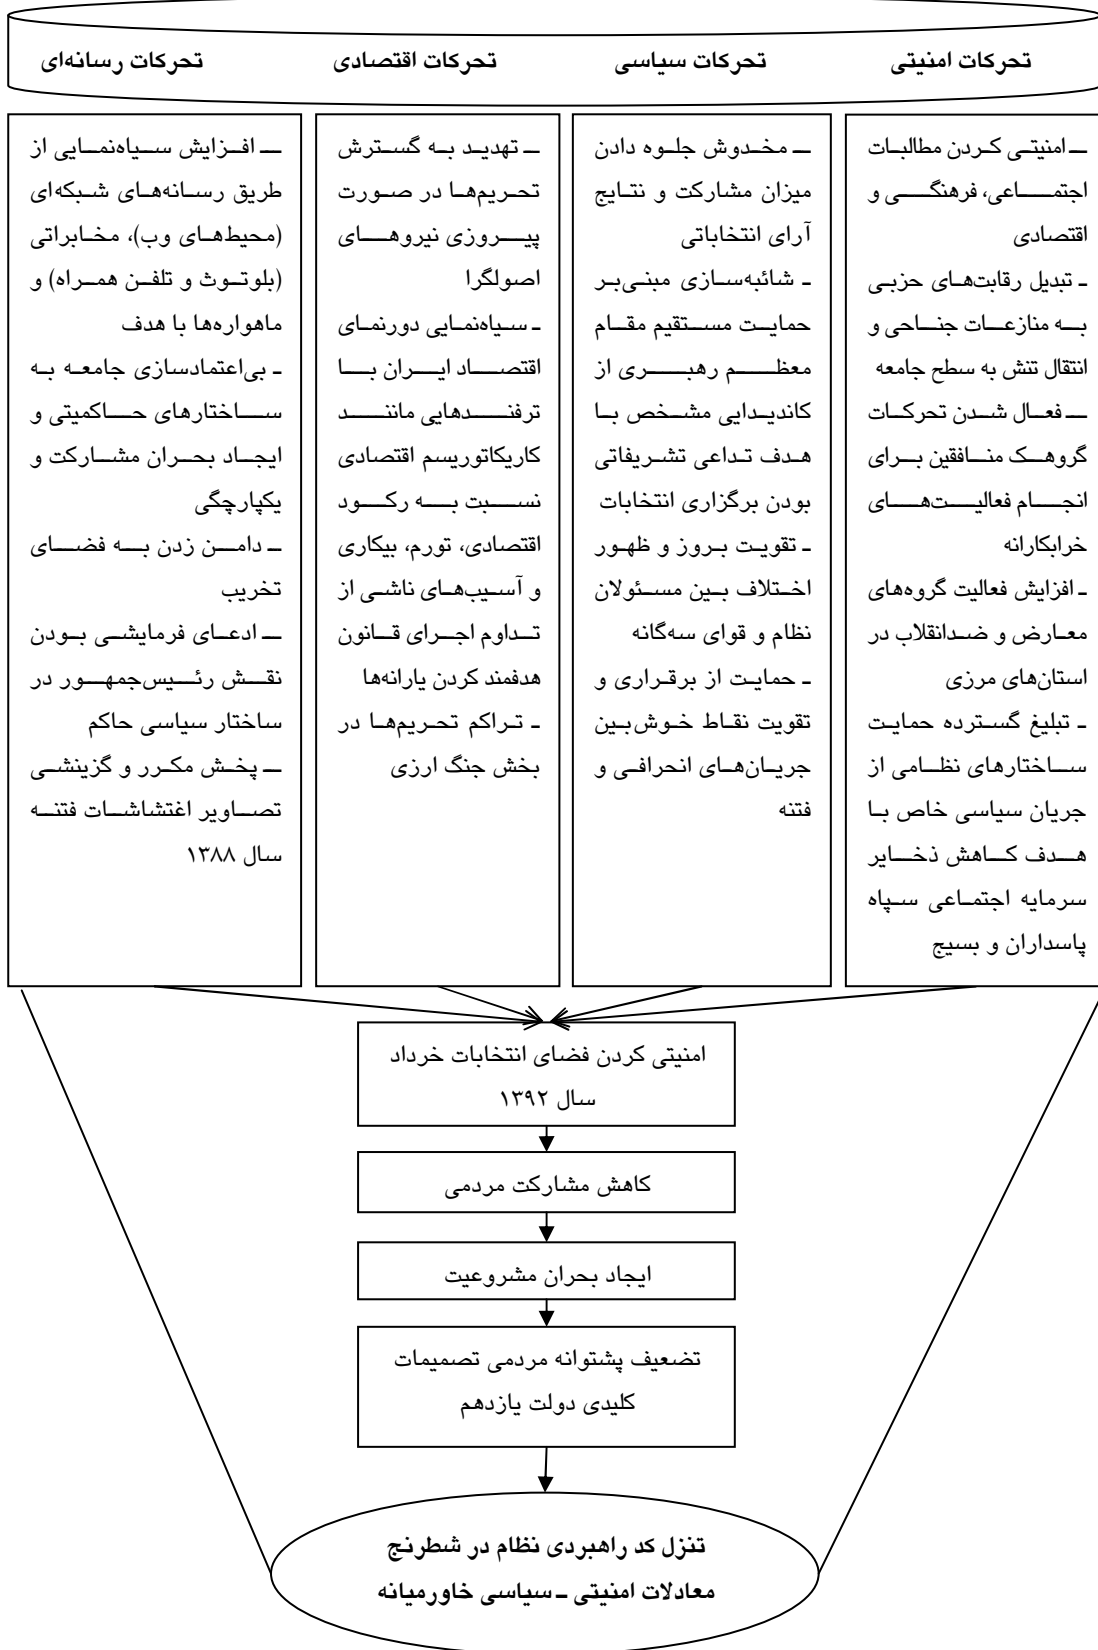 تحرکات امنیتی
تحرکات سیاسی
تحرکات اقتصادی
تحرکات رسانه‌ای
ـ امنیتی کردن مطالبات
اجتماعی، فرهنگی و
اقتصادی
ـ تبدیل رقابت‌های حزبی
به منازعات جناحی و
انتقال تنش به سطح جامعه
ـ فعال شدن تحرکات
گروهک منافقین برای
انجام فعالیت‌های
خرابکارانه
ـ افزایش فعالیت گروه‌های
معارض و ضدانقلاب در
استان‌های مرزی
ـ تبلیغ گسترده حمایت
ساختارهای نظامی از
جریان سیاسی خاص با
هدف کاهش ذخایر
سرمایه اجتماعی سپاه
پاسداران و بسیج
ـ مخدوش جلوه دادن
میزان مشارکت و نتایج
آرای انتخاباتی
ـ شائبه‌سازی مبنی‌بر
حمایت مستقیم مقام
معظم رهبری از
کاندیدایی مشخص با
هدف تداعی تشریفاتی
بودن برگزاری انتخابات
ـ تقویت بروز و ظهور
اختلاف بین مسئولان
نظام و قوای سه‌گانه
ـ حمایت از برقراری و
تقویت نقاط خوش‌بین
جریان‌های انحرافی و
فتنه
ـ تهدید به گسترش
تحریم‌ها در صورت
پیروزی نیروهای
اصولگرا
ـ سیاه‌نمایی دورنمای
اقتصاد ایران با
ترفندهایی مانند
کاریکاتوریسم اقتصادی
نسبت به رکود
اقتصادی، تورم، بیکاری
و آسیب‌های ناشی از
تداوم اجرای قانون
هدفمند کردن یارانه‌ها
ـ تراکم تحریم‌ها در
بخش جنگ ارزی
ـ افزایش سیاه‌نمایی از
طریق رسانه‌های شبکه‌ای
(محیط‌های وب)، مخابراتی
(بلوتوث و تلفن همراه) و
ماهواره‌ها با هدف
ـ بی‌اعتمادسازی جامعه به
ساختارهای حاکمیتی و
ایجاد بحران مشارکت و
یکپارچگی
ـ دامن زدن به فضای
تخریب
ـ ادعای فرمایشی بودن
نقش رئیس‌جمهور در
ساختار سیاسی حاکم
ـ پخش مکرر و گزینشی
تصاویر اغتشاشات فتنه
سال ۱۳۸۸
امنیتی کردن فضای انتخابات خرداد
سال ۱۳۹۲
کاهش مشارکت مردمی
ایجاد بحران مشروعیت
تضعیف پشتوانه مردمی تصمیمات
کلیدی دولت یازدهم
تنزل کد راهبردی نظام در شطرنج
معادلات امنیتی ـ سیاسی خاورمیانه